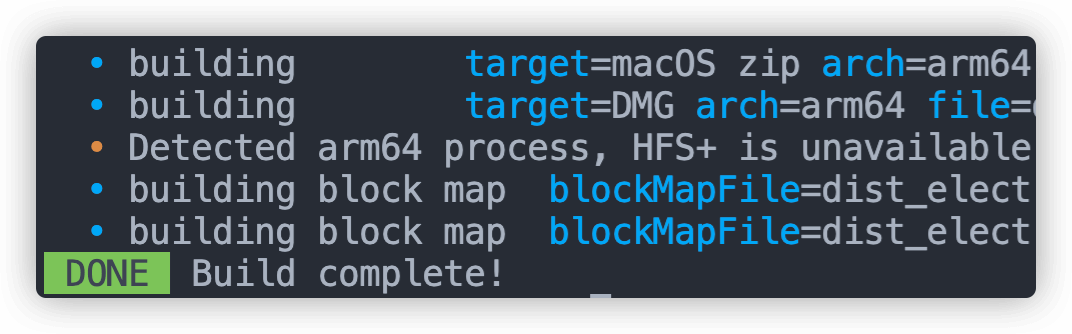 • building target=macOS zip arch=arm64
• building target=DMG arch=arm64 file=
• Detected arm64 process, HFS+ is unavailable
• building block map blockMapFile=dist_elect
• building block map blockMapFile=dist_elect
DONE Build complete!